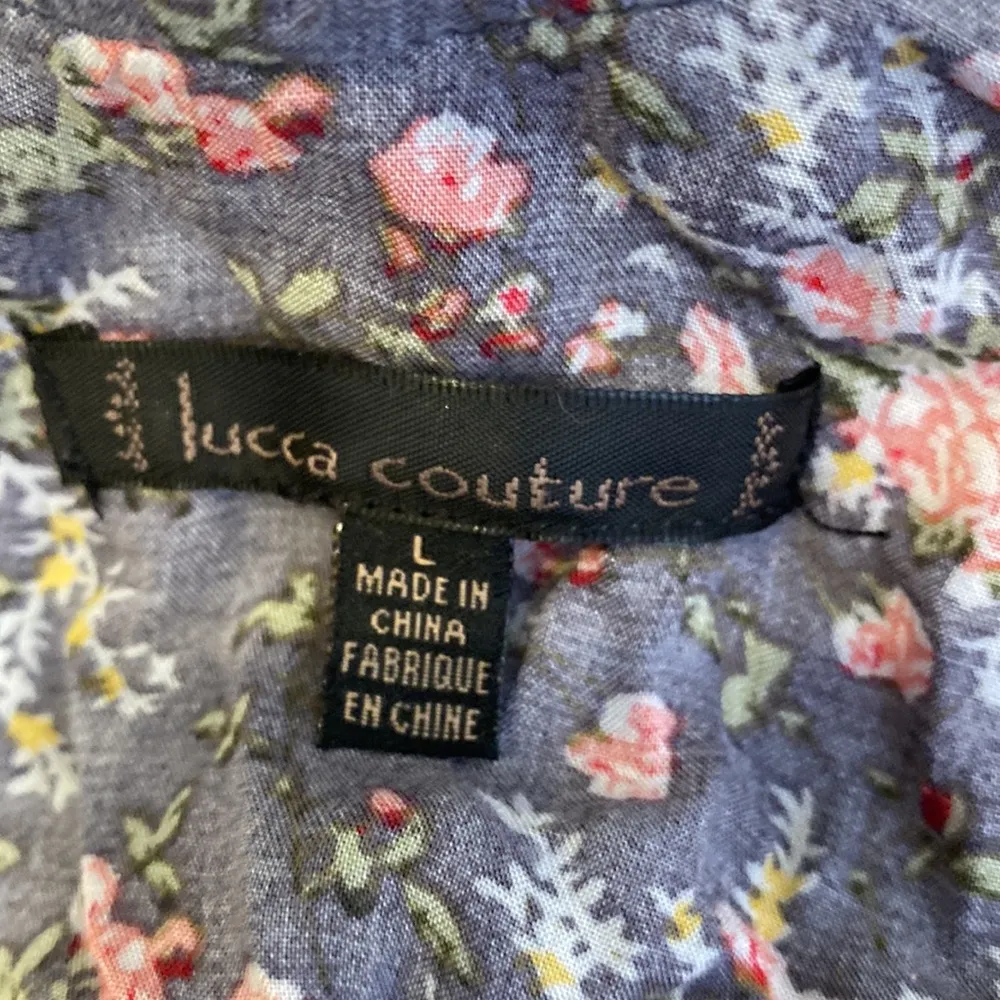 lucca couture
L
MADE IN
CHINA
FABRIQUE
EN CHINE